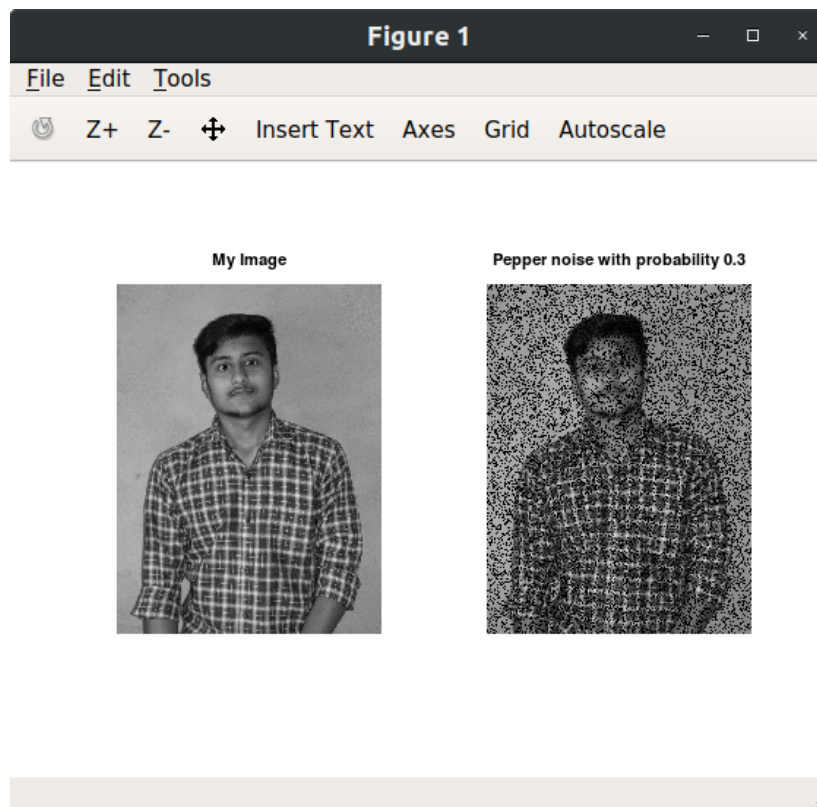 Figure 1
File Edit Tools
Z+ Z- Insert Text Axes Grid Autoscale
My Image
Pepper noise with probability 0.3